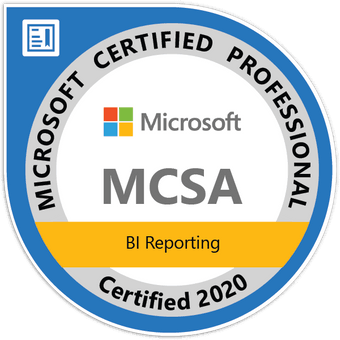 MICROSOFT CERTIFIED PROFESSIONAL
Microsoft
MCSA
BI Reporting
Certified 2020